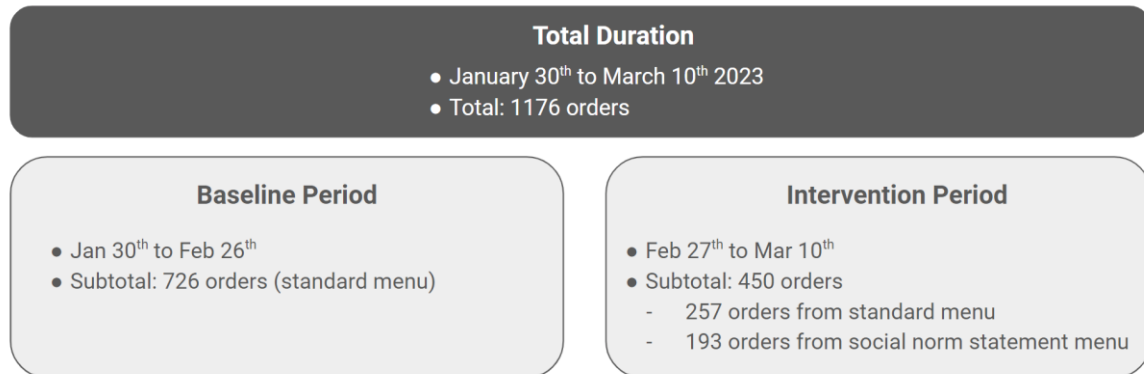 Total Duration
● January 30th to March 10th 2023
● Total: 1176 orders
Baseline Period
● Jan 30th to Feb 26th
● Subtotal: 726 orders (standard menu)
Intervention Period
● Feb 27th to Mar 10th
● Subtotal: 450 orders
- 257 orders from standard menu
- 193 orders from social norm statement menu